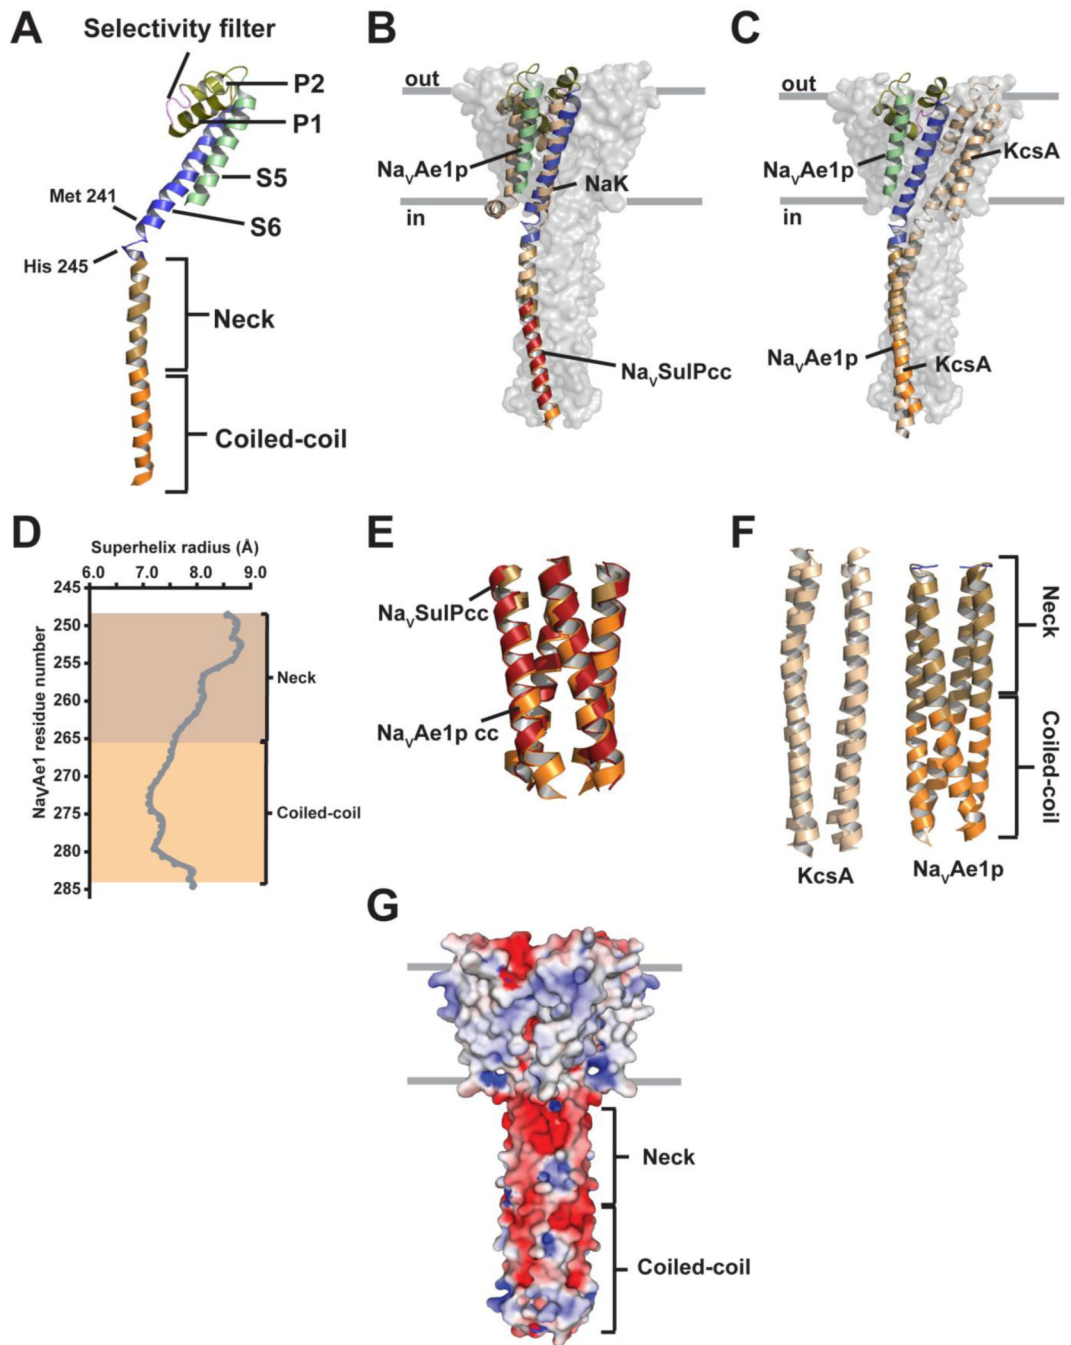 A
Selectivity filter
P2
P1
S5
Met 241
S6
His 245
Neck
Coiled-coil
B
out
NavAe1p
NaK
in
NavSulPcc
C
out
KcsA
NavAe1p
in
NavAe1p
KcsA
D
Superhelix radius (Å)
6.0 7.0 8.0 9.0
NavAe1 residue number
245
250
255
260
265
270
275
280
285
Neck
Coiled-coil
E
NavSulPcc
NavAe1p cc
F
Neck
Coiled-coil
KcsA
NavAe1p
G
Neck
Coiled-coil